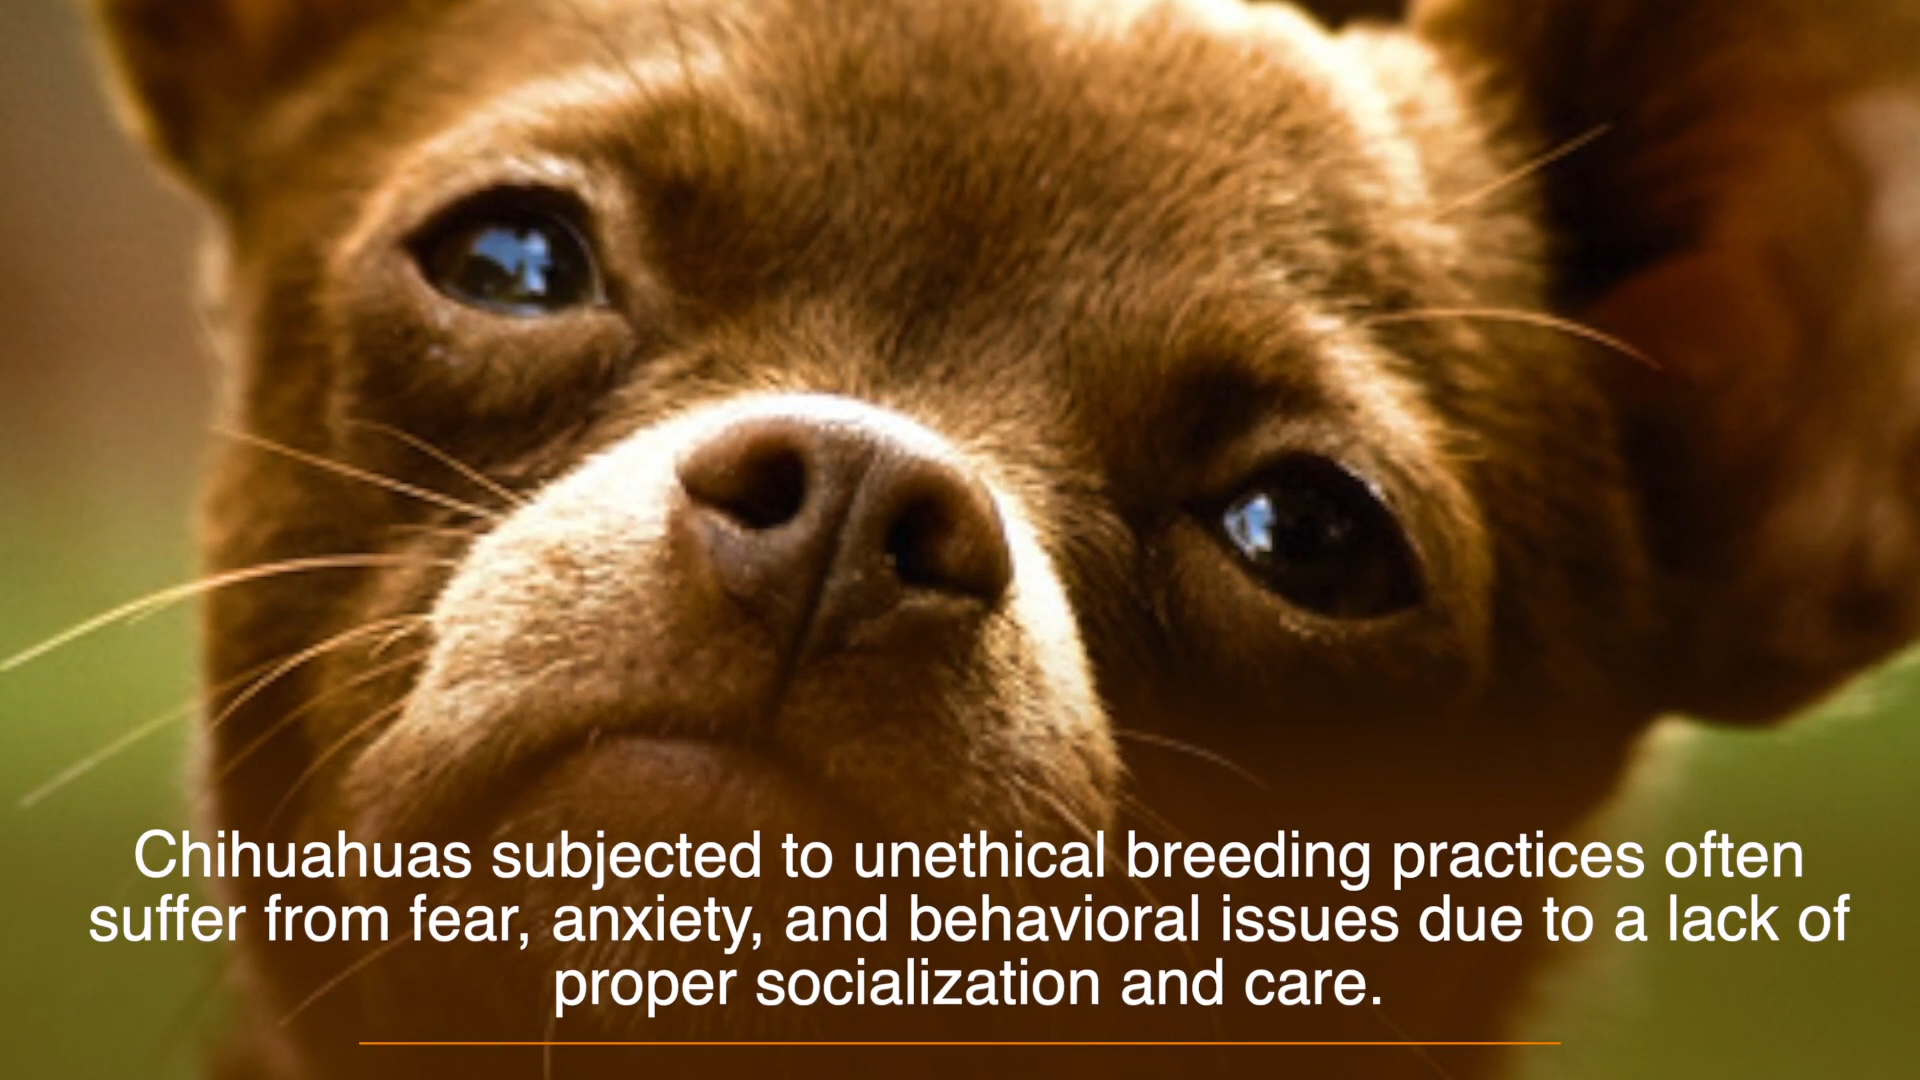 Chihuahuas subjected to unethical breeding practices often
suffer from fear, anxiety, and behavioral issues due to a lack of
proper socialization and care.